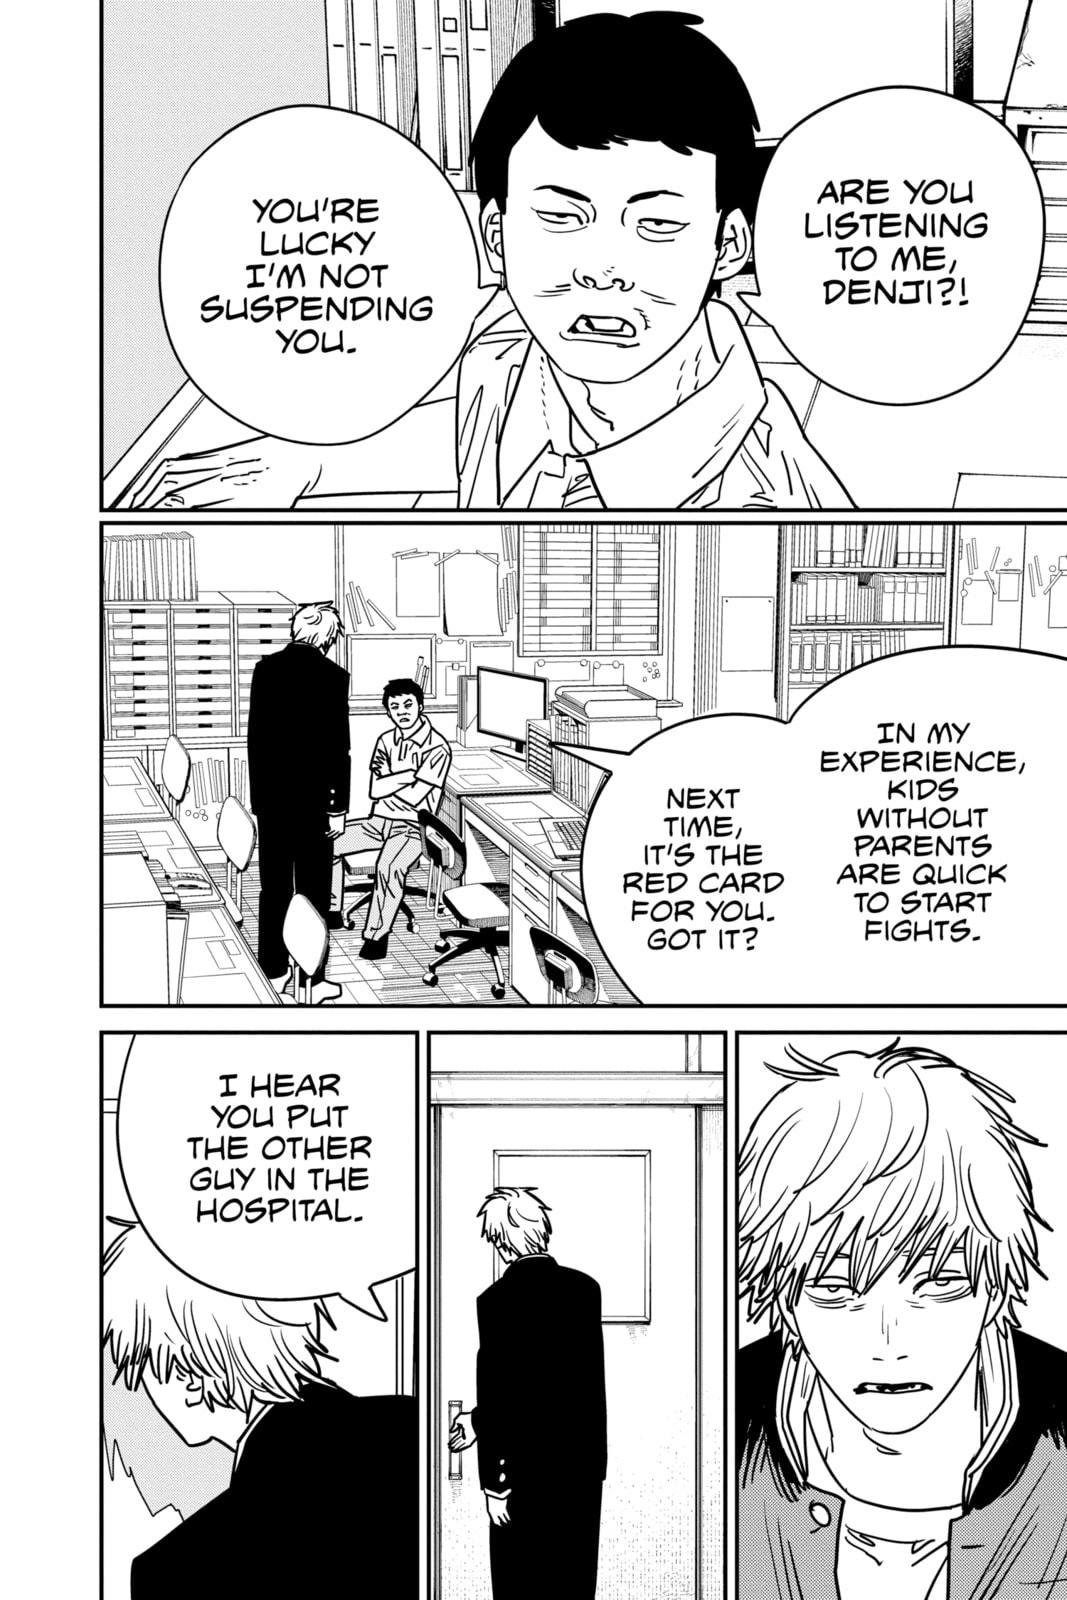 ARE YOU
LISTENING
TO ME,
DENJI?!
YOU'RE
LUCKY
I'M NOT
SUSPENDING
YOU.
IN MY
EXPERIENCE,
KIDS
WITHOUT
PARENTS
ARE QUICK
TO START
FIGHTS.
NEXT
TIME,
IT'S THE
RED CARD
FOR YOU.
GOT IT?
I HEAR
YOU PUT
THE OTHER
GUY IN THE
HOSPITAL.